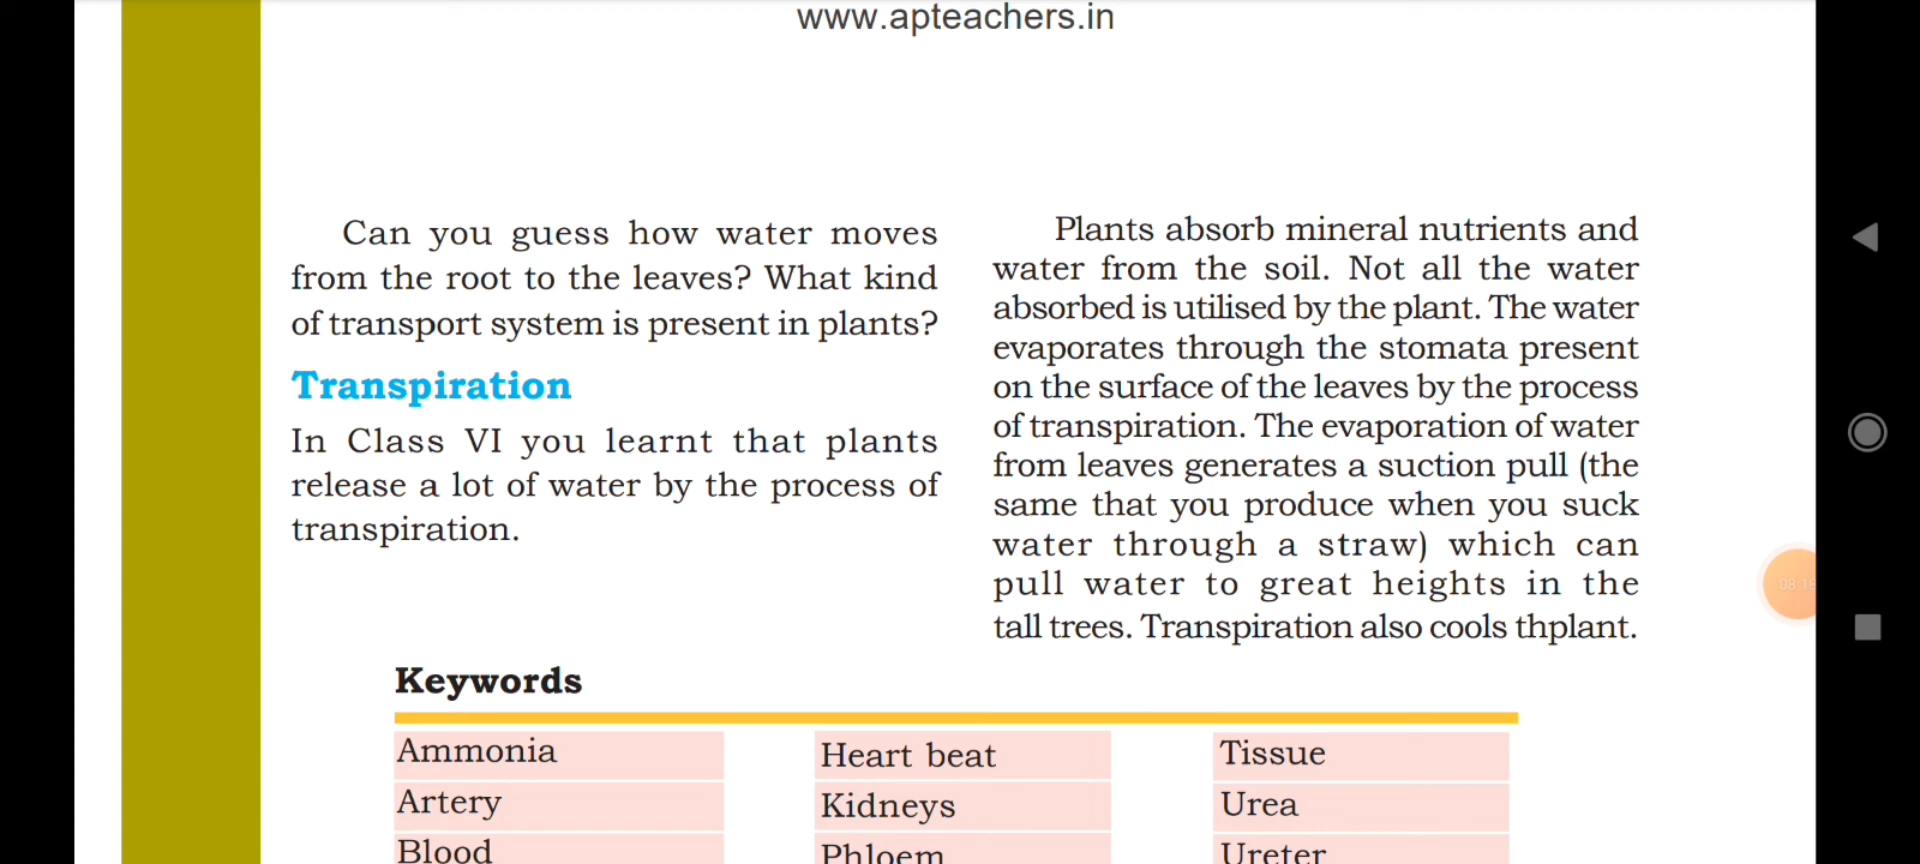 www.apteachers.in
Can you guess how water moves
from the root to the leaves? What kind
of transport system is present in plants?
Transpiration
In Class VI you learnt that plants
release a lot of water by the process of
transpiration.
Plants absorb mineral nutrients and
water from the soil. Not all the water
absorbed is utilised by the plant. The water
evaporates through the stomata present
on the surface of the leaves by the process
of transpiration. The evaporation of water
from leaves generates a suction pull (the
same that you produce when you suck
water through a straw) which can
pull water to great heights in the
tall trees. Transpiration also cools thplant.
Keywords
Ammonia Heart beat Tissue
Artery Kidneys Urea
Blood Phloem Ureter